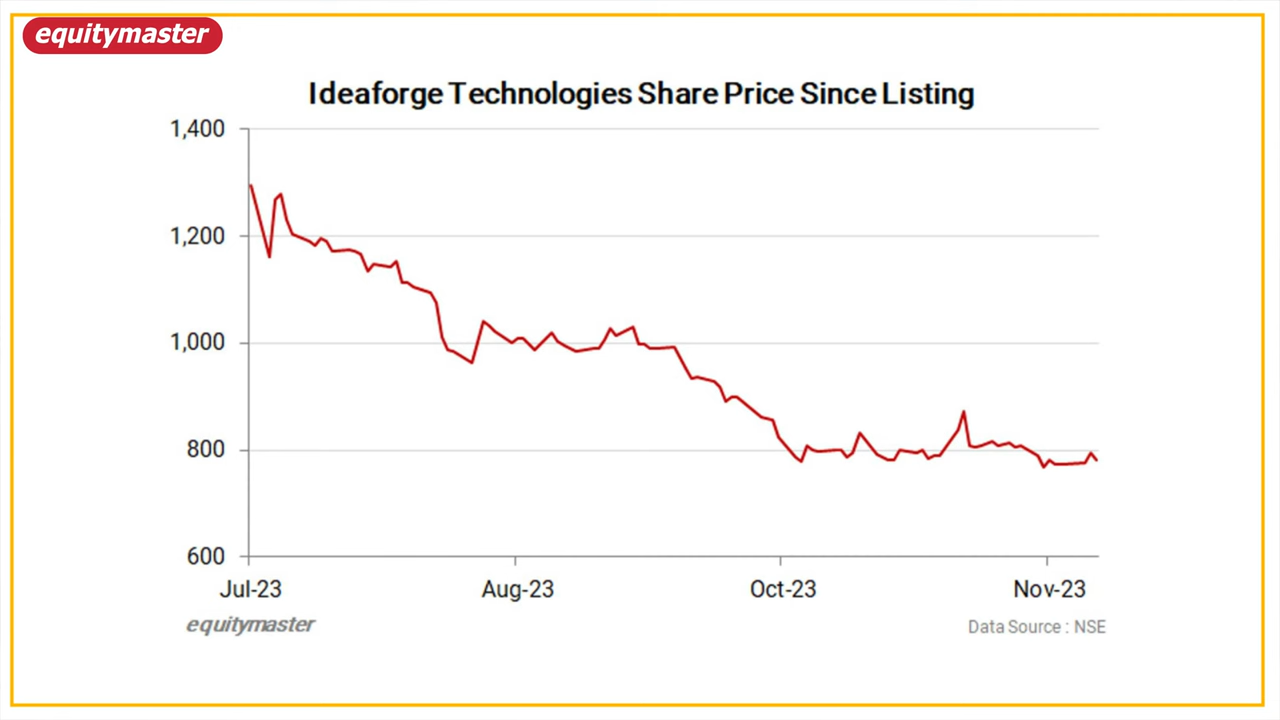 equitymaster
Ideaforge Technologies Share Price Since Listing
1,400
1,200
1,000
800
600
Jul-23 Aug-23 Oct-23 Nov-23
equitymaster Data Source : NSE